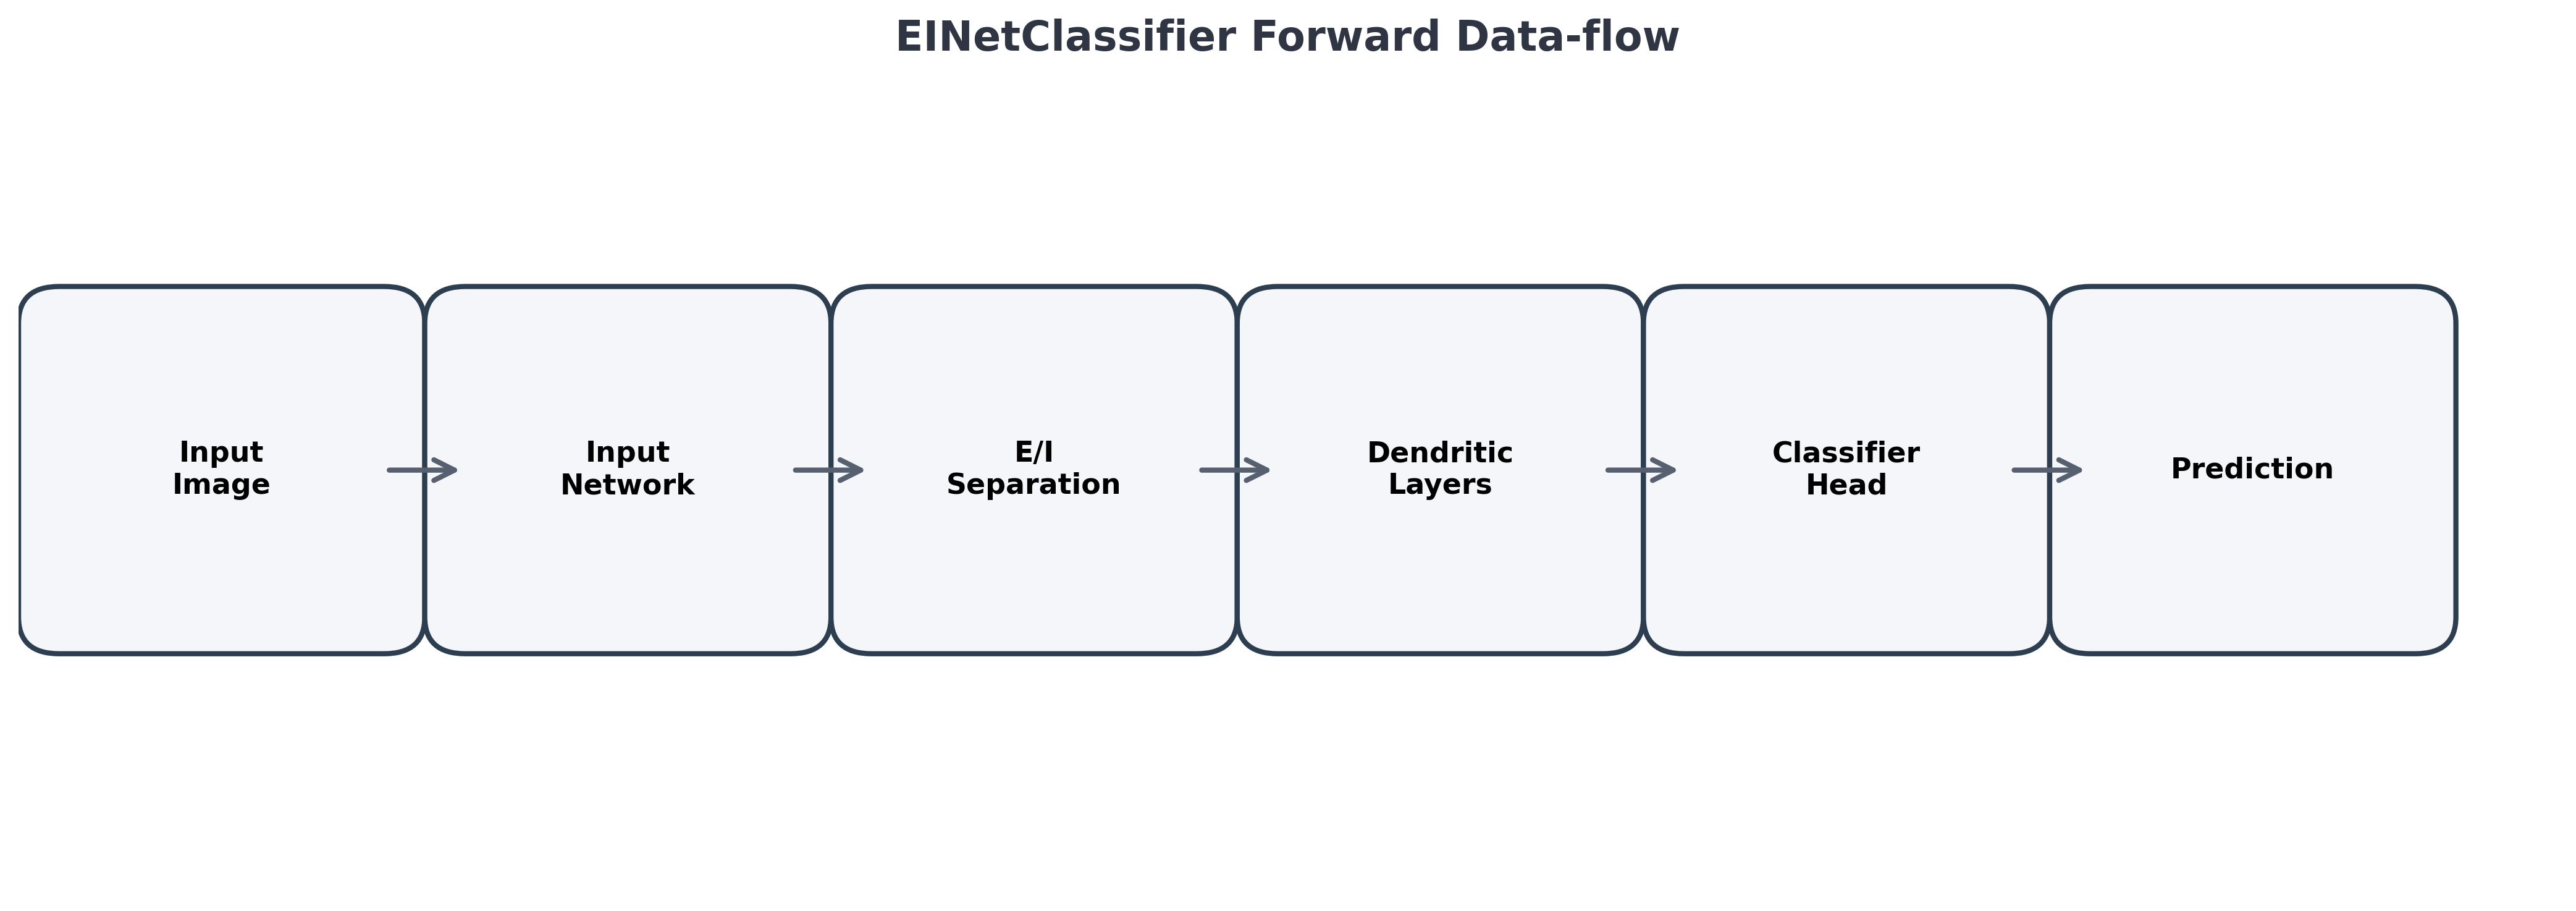 EINetClassifier Forward Data-flow
Input
Image
Input
Network
E/I
Separation
Dendritic
Layers
Classifier
Head
Prediction